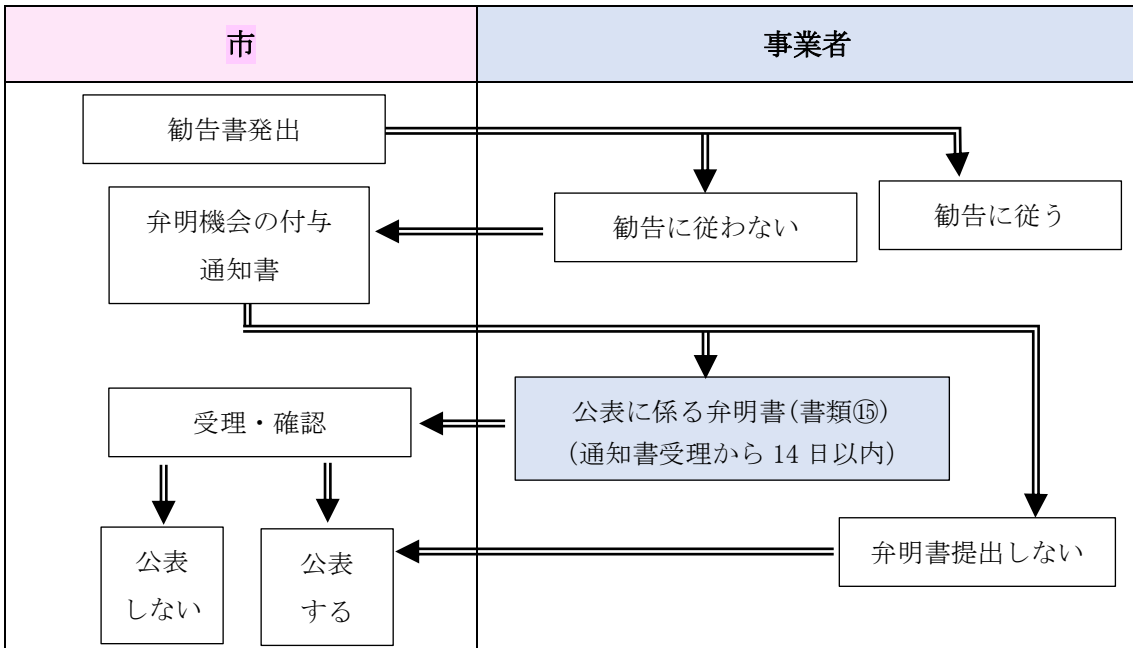 市
事業者
勧告書発出
弁明機会の付与
通知書
勧告に従わない
勧告に従う
受理・確認
公表に係る弁明書(書類⑮)
(通知書受理から 14 日以内)
公表
しない
公表
する
弁明書提出しない